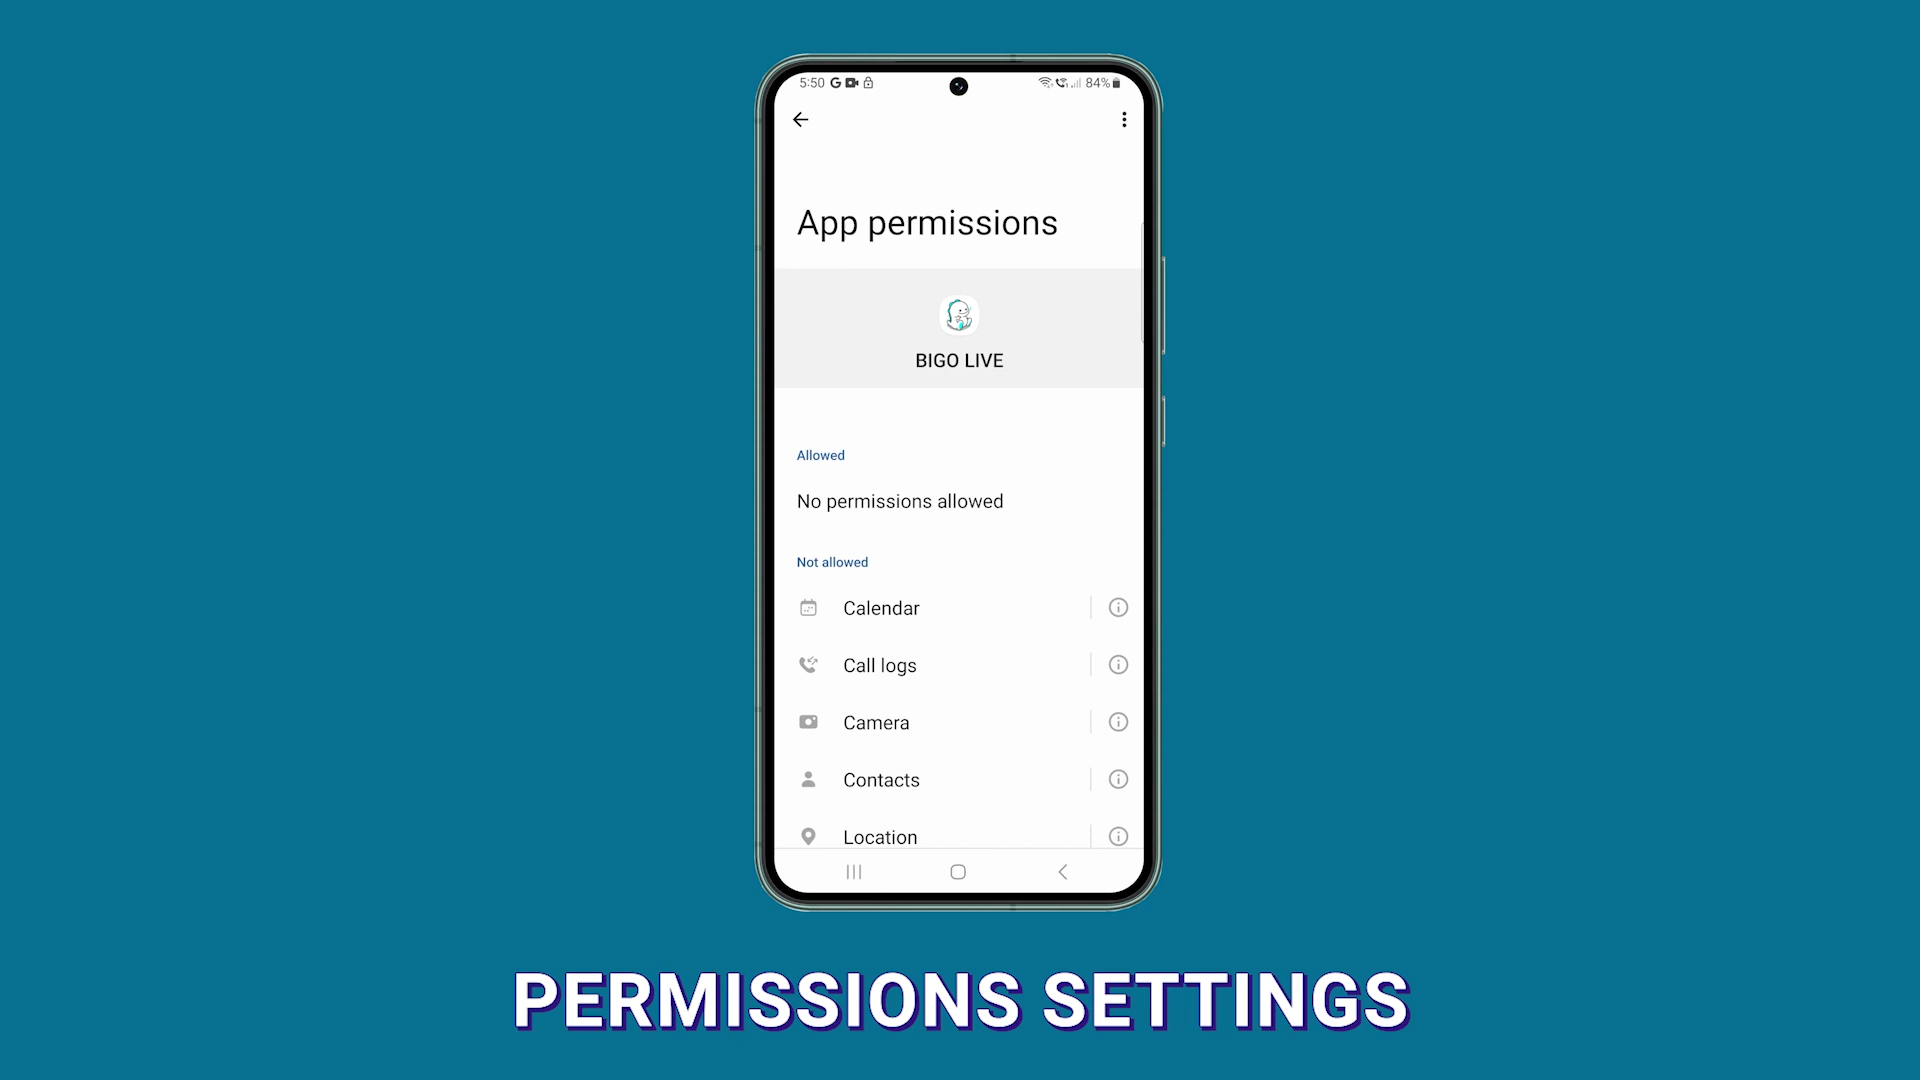 5:50
84%
App permissions
BIGO LIVE
Allowed
No permissions allowed
Not allowed
Calendar
Call logs
Camera
Contacts
Location
PERMISSIONS SETTINGS